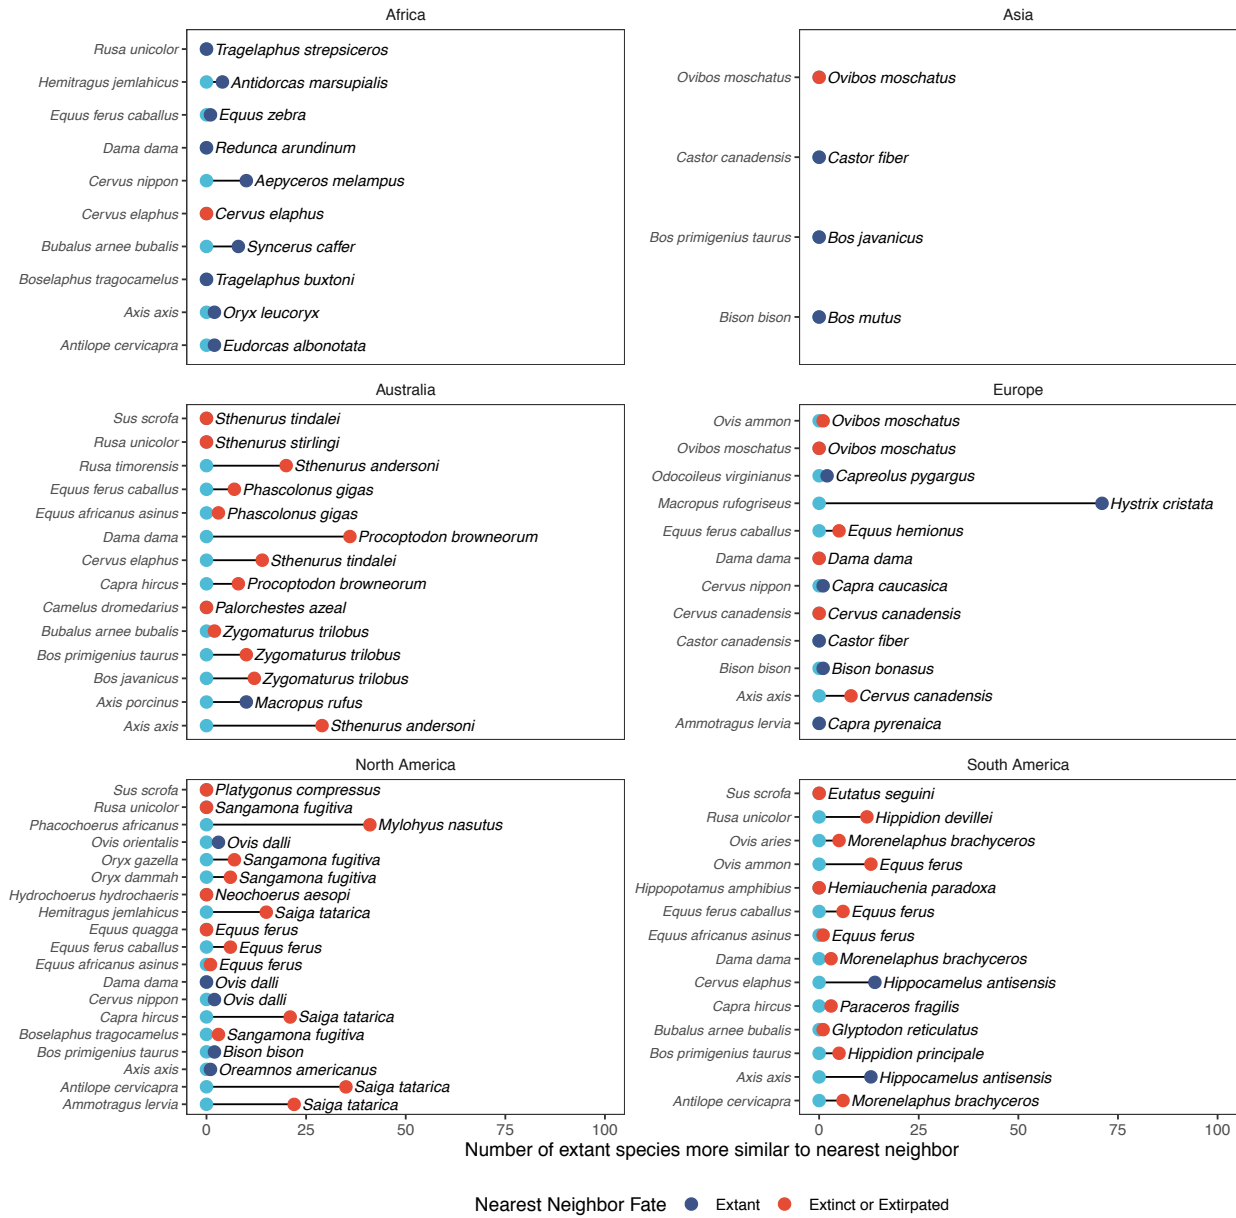 Africa
Rusa unicolor Tragelaphus strepsiceros
Hemitragus jemlahicus Antidorcas marsupialis
Equus ferus caballus Equus zebra
Dama dama Redunca arundinum
Cervus nippon Aepyceros melampus
Cervus elaphus Cervus elaphus
Bubalus arnee bubalis Syncerus caffer
Boselaphus tragocamelus Tragelaphus buxtoni
Axis axis Oryx leucoryx
Antilope cervicapra Eudorcas albonotata
Asia
Ovibos moschatus Ovibos moschatus
Castor canadensis Castor fiber
Bos primigenius taurus Bos javanicus
Bison bison Bos mutus
Australia
Sus scrofa Sthenurus tindalei
Rusa unicolor Sthenurus stirlingi
Rusa timorensis Sthenurus andersoni
Equus ferus caballus Phascolonus gigas
Equus africanus asinus Phascolonus gigas
Dama dama Procoptodon browneorum
Cervus elaphus Sthenurus tindalei
Capra hircus Procoptodon browneorum
Camelus dromedarius Palorchestes azeal
Bubalus arnee bubalis Zygomaturus trilobus
Bos primigenius taurus Zygomaturus trilobus
Bos javanicus Zygomaturus trilobus
Axis porcinus Macropus rufus
Axis axis Sthenurus andersoni
Europe
Ovis ammon Ovibos moschatus
Ovibos moschatus Ovibos moschatus
Odocoileus virginianus Capreolus pygargus
Macropus rufogriseus Hystrix cristata
Equus ferus caballus Equus hemionus
Dama dama Dama dama
Cervus nippon Capra caucasica
Cervus canadensis Cervus canadensis
Castor canadensis Castor fiber
Bison bison Bison bonasus
Axis axis Cervus canadensis
Ammotragus lervia Capra pyrenaica
North America
Sus scrofa Platygonus compressus
Rusa unicolor Sangamona fugitiva
Phacochoerus africanus Mylohyus nasutus
Ovis orientalis Ovis dalli
Oryx gazella Sangamona fugitiva
Oryx dammah Sangamona fugitiva
Hydrochoerus hydrochaeris Neochoerus aesopi
Hemitragus jemlahicus Saiga tatarica
Equus quagga Equus ferus
Equus ferus caballus Equus ferus
Equus africanus asinus Equus ferus
Dama dama Ovis dalli
Cervus nippon Ovis dalli
Capra hircus Saiga tatarica
Boselaphus tragocamelus Sangamona fugitiva
Bos primigenius taurus Bison bison
Axis axis Oreamnos americanus
Antilope cervicapra Saiga tatarica
Ammotragus lervia Saiga tatarica
0 25 50 75 100
South America
Sus scrofa Eutatus seguini
Rusa unicolor Hippidion devillei
Ovis aries Morenelaphus brachyceros
Ovis ammon Equus ferus
Hippopotamus amphibius Hemiauchenia paradoxa
Equus ferus caballus Equus ferus
Equus africanus asinus Equus ferus
Dama dama Morenelaphus brachyceros
Cervus elaphus Hippocamelus antisensis
Capra hircus Paraceros fragilis
Bubalus arnee bubalis Glyptodon reticulatus
Bos primigenius taurus Hippidion principale
Axis axis Hippocamelus antisensis
Antilope cervicapra Morenelaphus brachyceros
0 25 50 75 100
Number of extant species more similar to nearest neighbor
Nearest Neighbor Fate Extant Extinct or Extirpated